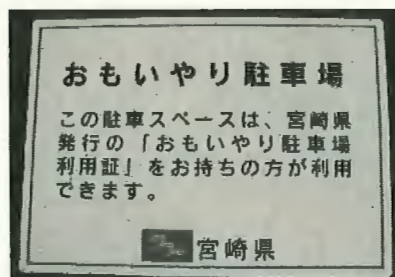 おもいやり駐車場
この駐車スペースは、宮崎県
発行の「おもいやり駐車場
利用証」をお持ちの方が利用
できます。
宮崎県